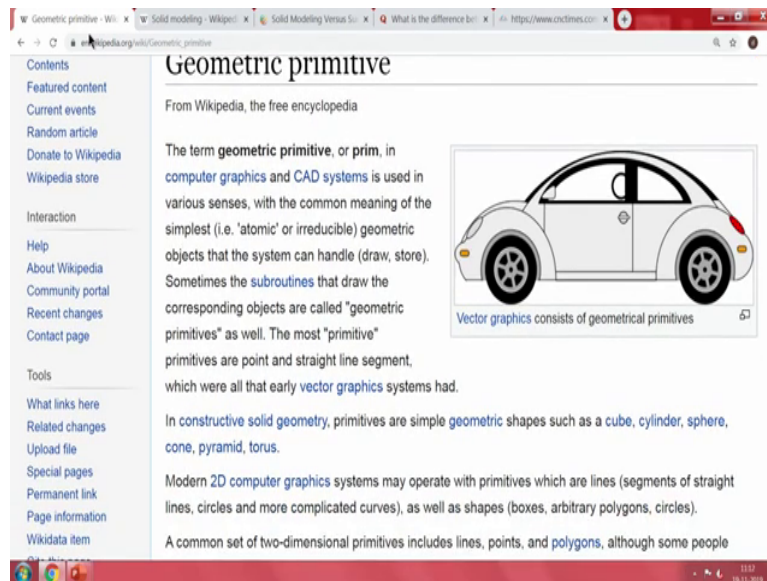 Geometric primitive - Wiki
Solid modeling - Wikiped
Solid Modeling Versus Su
What is the difference bet
https://www.cnctimes.com
Geometric_primitive
Contents
Featured content
Current events
Random article
Donate to Wikipedia
Wikipedia store
Interaction
Help
About Wikipedia
Community portal
Recent changes
Contact page
Tools
What links here
Related changes
Upload file
Special pages
Permanent link
Page information
Wikidata item
Geometric primitive
From Wikipedia, the free encyclopedia
The term geometric primitive, or prim, in
computer graphics and CAD systems is used in
various senses, with the common meaning of the
simplest (i.e. 'atomic' or irreducible) geometric
objects that the system can handle (draw, store).
Sometimes the subroutines that draw the
corresponding objects are called "geometric
primitives" as well. The most "primitive"
primitives are point and straight line segment,
which were all that early vector graphics systems had.
Vector graphics consists of geometrical primitives
In constructive solid geometry, primitives are simple geometric shapes such as a cube, cylinder, sphere,
cone, pyramid, torus.
Modern 2D computer graphics systems may operate with primitives which are lines (segments of straight
lines, circles and more complicated curves), as well as shapes (boxes, arbitrary polygons, circles).
A common set of two-dimensional primitives includes lines, points, and polygons, although some people
11:12